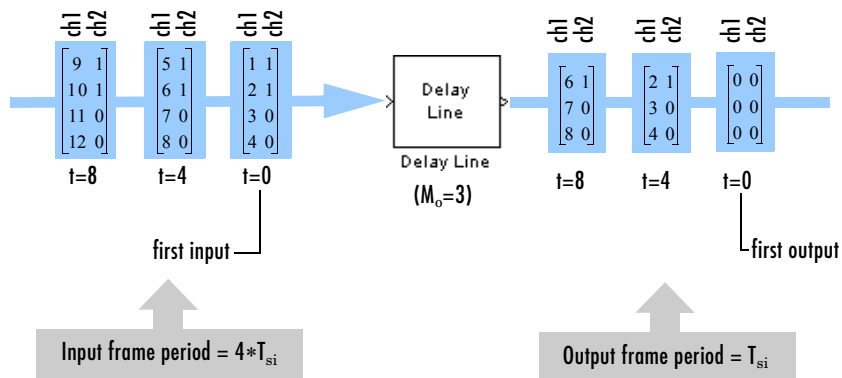 ch1 ch2 ch1 ch2 ch1 ch2 ch1 ch2 ch1 ch2 ch1 ch2
9 1 5 1 1 1 6 1 2 1 0 0
10 1 6 1 2 1 7 0 3 0 0 0
11 0 7 0 3 0 8 0 4 0 0 0
12 0 8 0 4 0
Delay
Line
Delay Line
(Mo=3)
t=8 t=4 t=0 t=8 t=4 t=0
first input first output
Input frame period = 4*Tsi Output frame period = Tsi